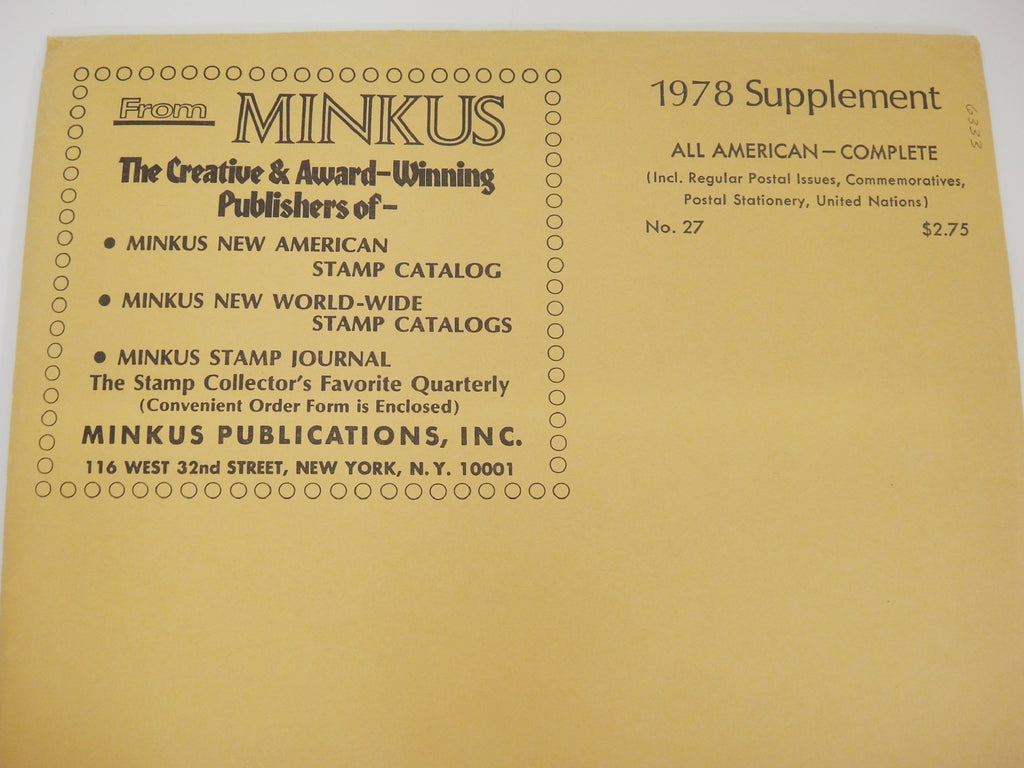 From MINKUS
The Creative & Award-Winning
Publishers of-
• MINKUS NEW AMERICAN
STAMP CATALOG
• MINKUS NEW WORLD-WIDE
STAMP CATALOGS
• MINKUS STAMP JOURNAL
The Stamp Collector's Favorite Quarterly
(Convenient Order Form is Enclosed)
MINKUS PUBLICATIONS, INC.
116 WEST 32nd STREET, NEW YORK, N.Y. 10001
1978 Supplement
ALL AMERICAN — COMPLETE
(Incl. Regular Postal Issues, Commemoratives,
Postal Stationery, United Nations)
No. 27 $2.75
6333